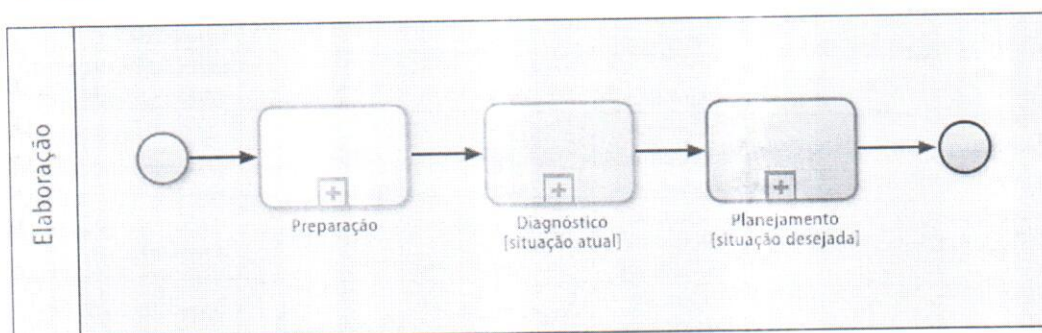 Elaboração
Preparação
Diagnóstico
[situação atual]
Planejamento
[situação desejada]